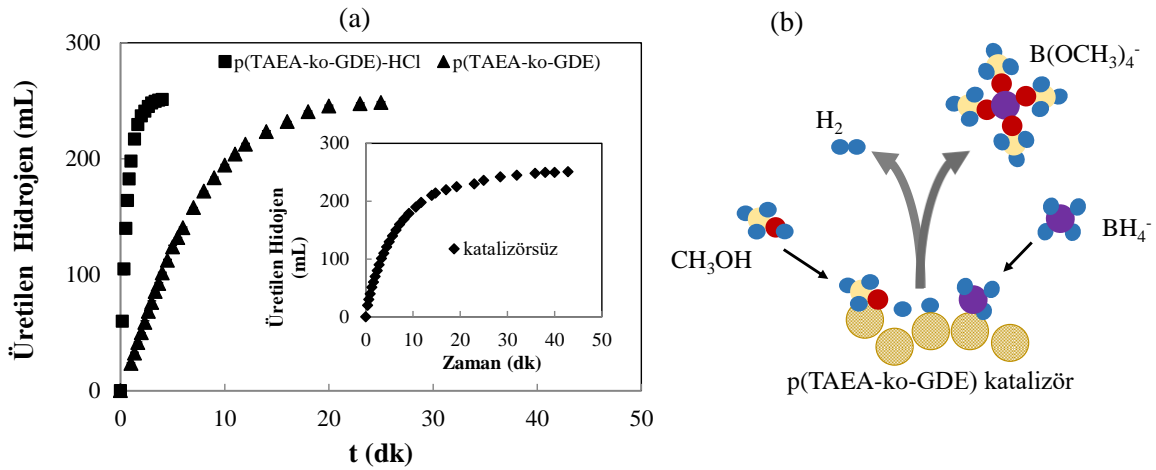 (a)
300
200
100
0
Üretilen Hidrojen (mL)
p(TAEA-ko-GDE)-HCl p(TAEA-ko-GDE)
300
200
100
0
Üretilen Hidojen
(mL)
katalizörsüz
0 10 20 30 40 50
Zaman (dk)
0 10 20 30 40 50
t (dk)
(b)
B(OCH₃)₄⁻
H₂
CH₃OH
BH₄⁻
p(TAEA-ko-GDE) katalizör